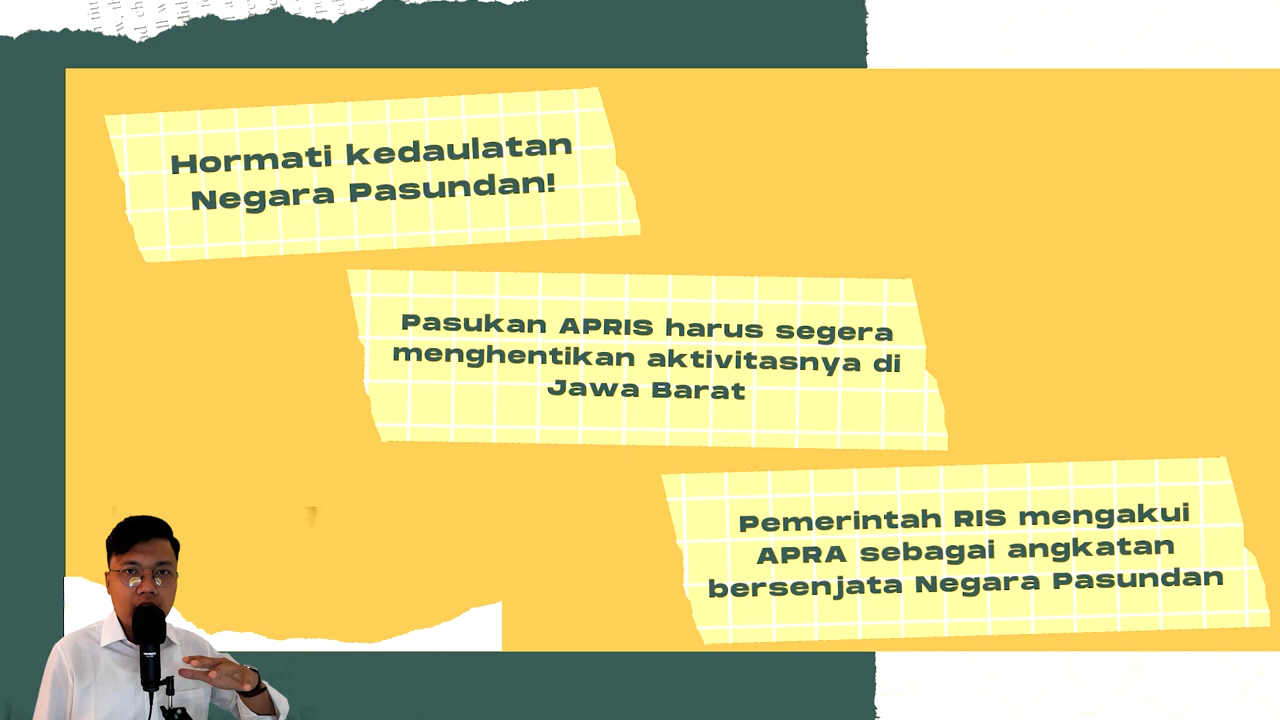 Hormati kedaulatan
Negara Pasundan!
Pasukan APRIS harus segera
menghentikan aktivitasnya di
Jawa Barat
Pemerintah RIS mengakui
APRA sebagai angkatan
bersenjata Negara Pasundan